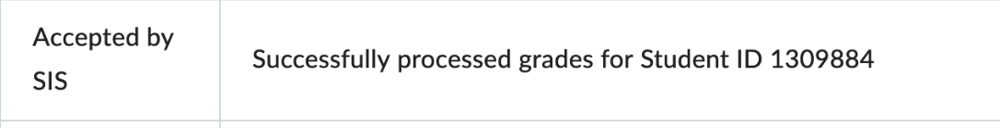 Accepted by
SIS
Successfully processed grades for Student ID 1309884